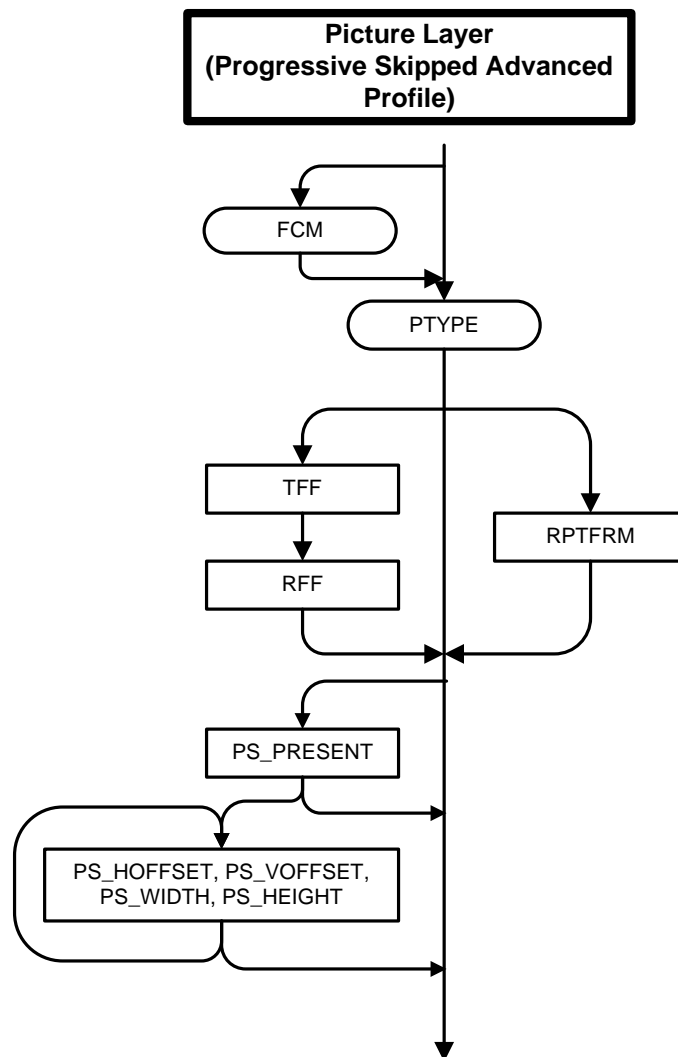 Picture Layer
(Progressive Skipped Advanced
Profile)
FCM
PTYPE
TFF
RPTFRM
RFF
PS_PRESENT
PS_HOFFSET, PS_VOFFSET,
PS_WIDTH, PS_HEIGHT